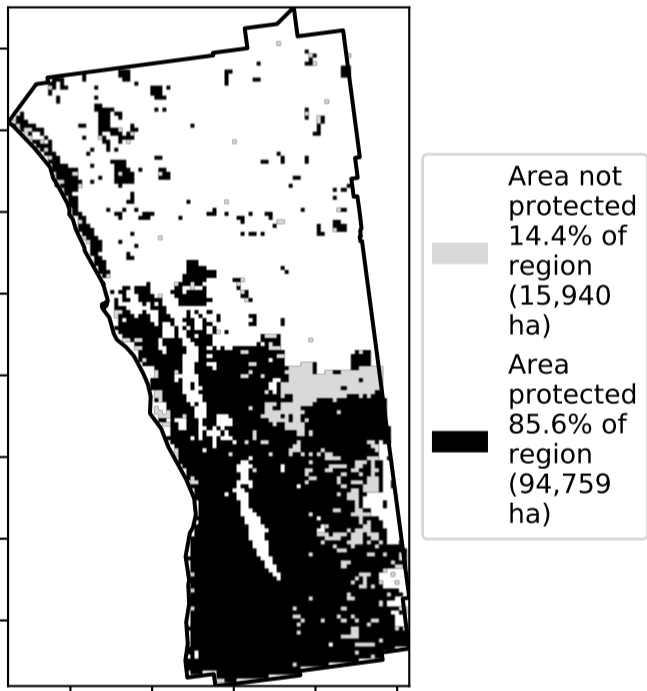 Area not
protected
14.4% of
region
(15,940
ha)
Area
protected
85.6% of
region
(94,759
ha)